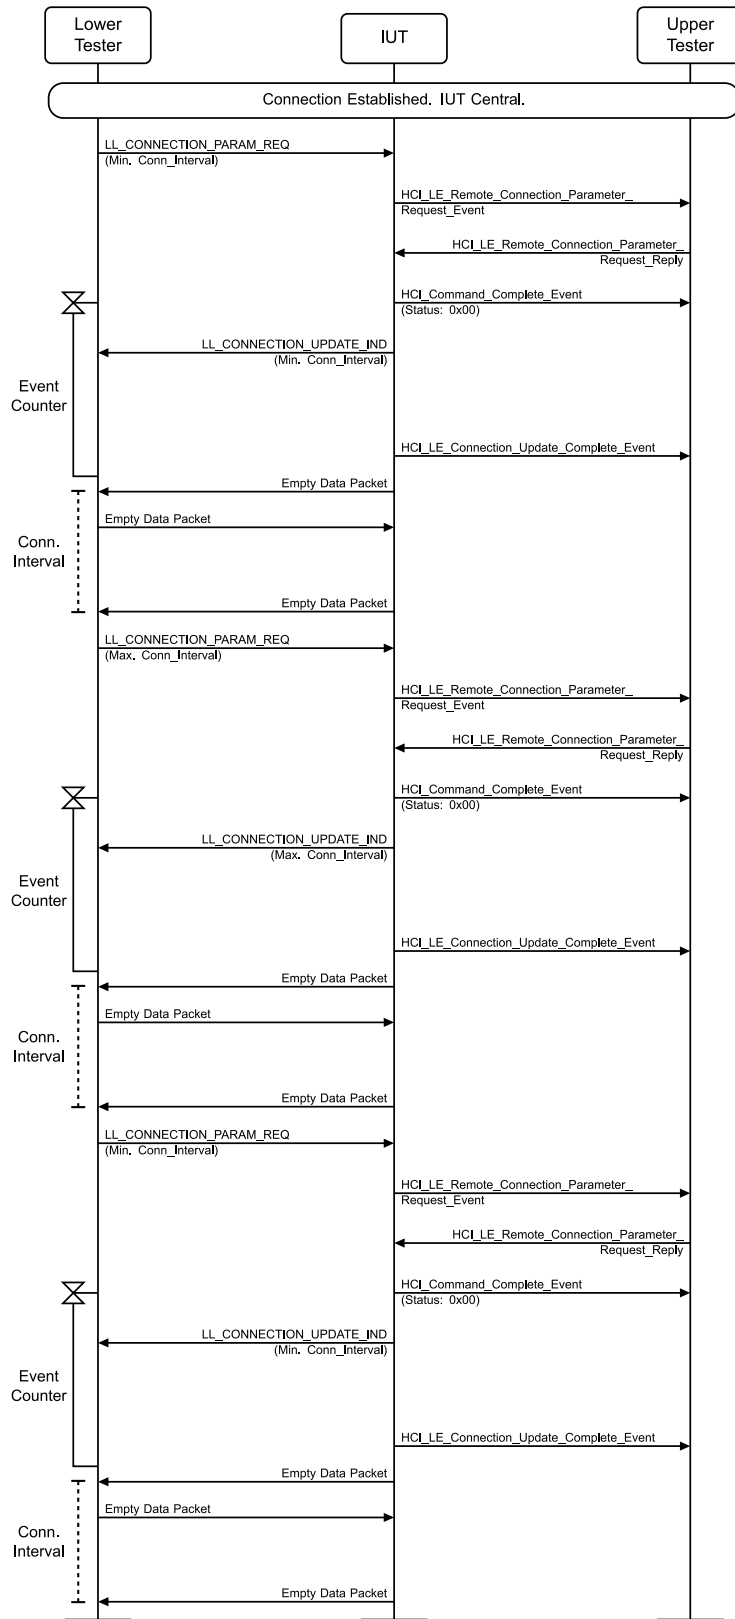 Lower
Tester
IUT
Upper
Tester
Connection Established. IUT Central.
LL_CONNECTION_PARAM_REQ
(Min. Conn_Interval)
HCI_LE_Remote_Connection_Parameter_
Request_Event
HCI_LE_Remote_Connection_Parameter_
Request_Reply
HCI_Command_Complete_Event
(Status: 0x00)
LL_CONNECTION_UPDATE_IND
(Min. Conn_Interval)
Event
Counter
HCI_LE_Connection_Update_Complete_Event
Empty Data Packet
Empty Data Packet
Conn.
Interval
Empty Data Packet
LL_CONNECTION_PARAM_REQ
(Max. Conn_Interval)
HCI_LE_Remote_Connection_Parameter_
Request_Event
HCI_LE_Remote_Connection_Parameter_
Request_Reply
HCI_Command_Complete_Event
(Status: 0x00)
LL_CONNECTION_UPDATE_IND
(Max. Conn_Interval)
Event
Counter
HCI_LE_Connection_Update_Complete_Event
Empty Data Packet
Empty Data Packet
Conn.
Interval
Empty Data Packet
LL_CONNECTION_PARAM_REQ
(Min. Conn_Interval)
HCI_LE_Remote_Connection_Parameter_
Request_Event
HCI_LE_Remote_Connection_Parameter_
Request_Reply
HCI_Command_Complete_Event
(Status: 0x00)
LL_CONNECTION_UPDATE_IND
(Min. Conn_Interval)
Event
Counter
HCI_LE_Connection_Update_Complete_Event
Empty Data Packet
Empty Data Packet
Conn.
Interval
Empty Data Packet